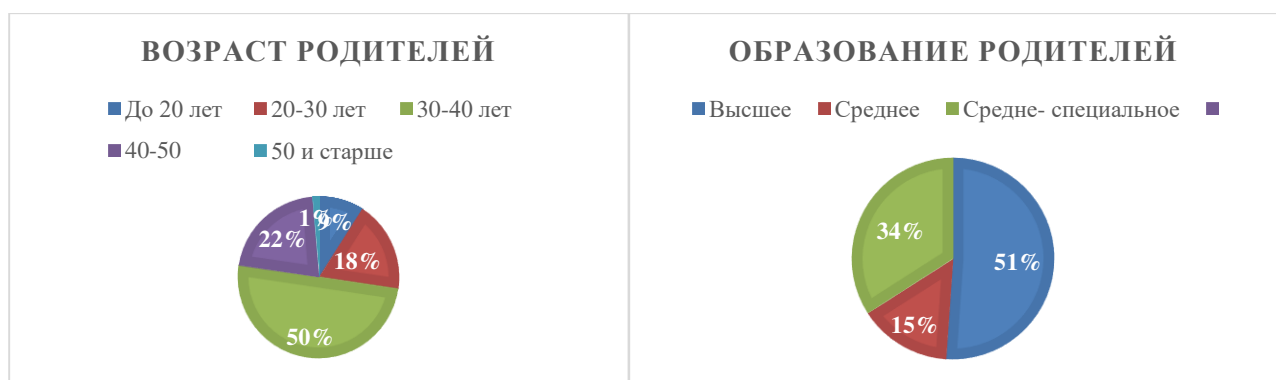 ВОЗРАСТ РОДИТЕЛЕЙ
До 20 лет 20-30 лет 30-40 лет
40-50 50 и старше
1% 9%
22%
18%
50%
ОБРАЗОВАНИЕ РОДИТЕЛЕЙ
Высшее Среднее Средне- специальное
34%
51%
15%